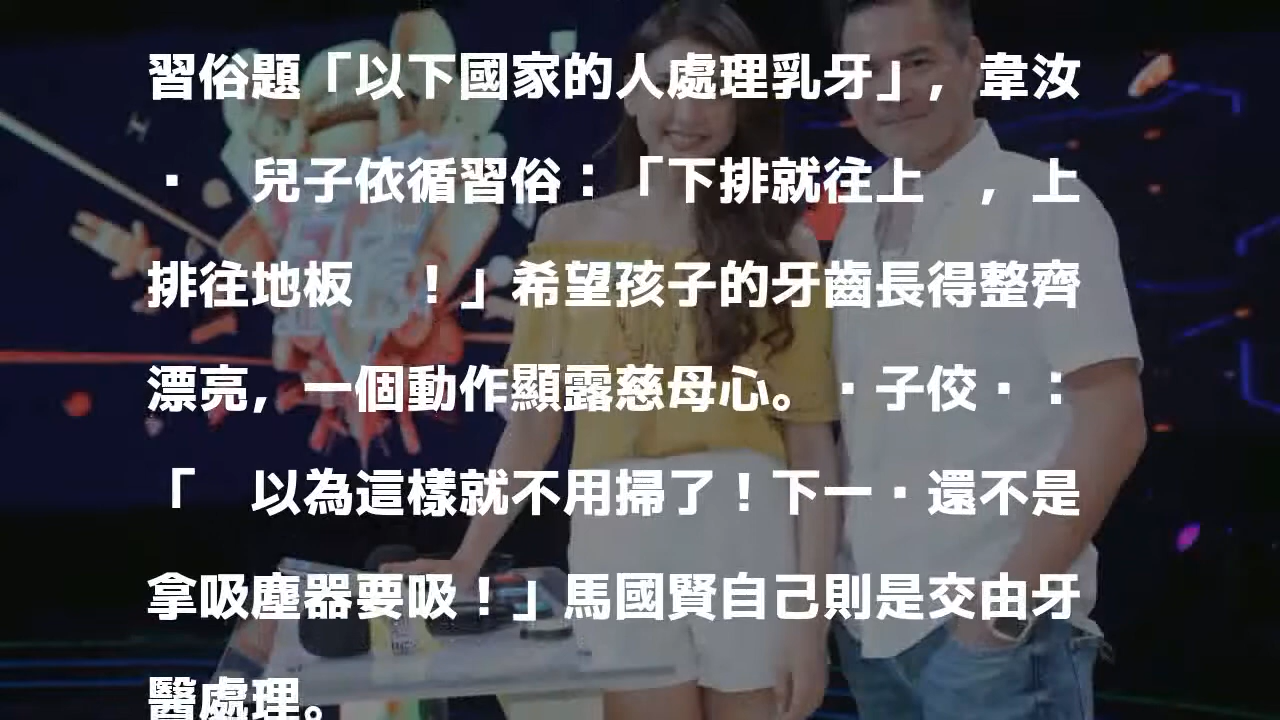 習俗題「以下國家的人處理乳牙」，韋汝
． 兒子依循習俗：「下排就往上 ，上
排往地板 ！」希望孩子的牙齒長得整齊
漂亮，一個動作顯露慈母心。．子佼．：
「 以為這樣就不用掃了！下一．還不是
拿吸塵器要吸！」馬國賢自己則是交由牙
醫處理。